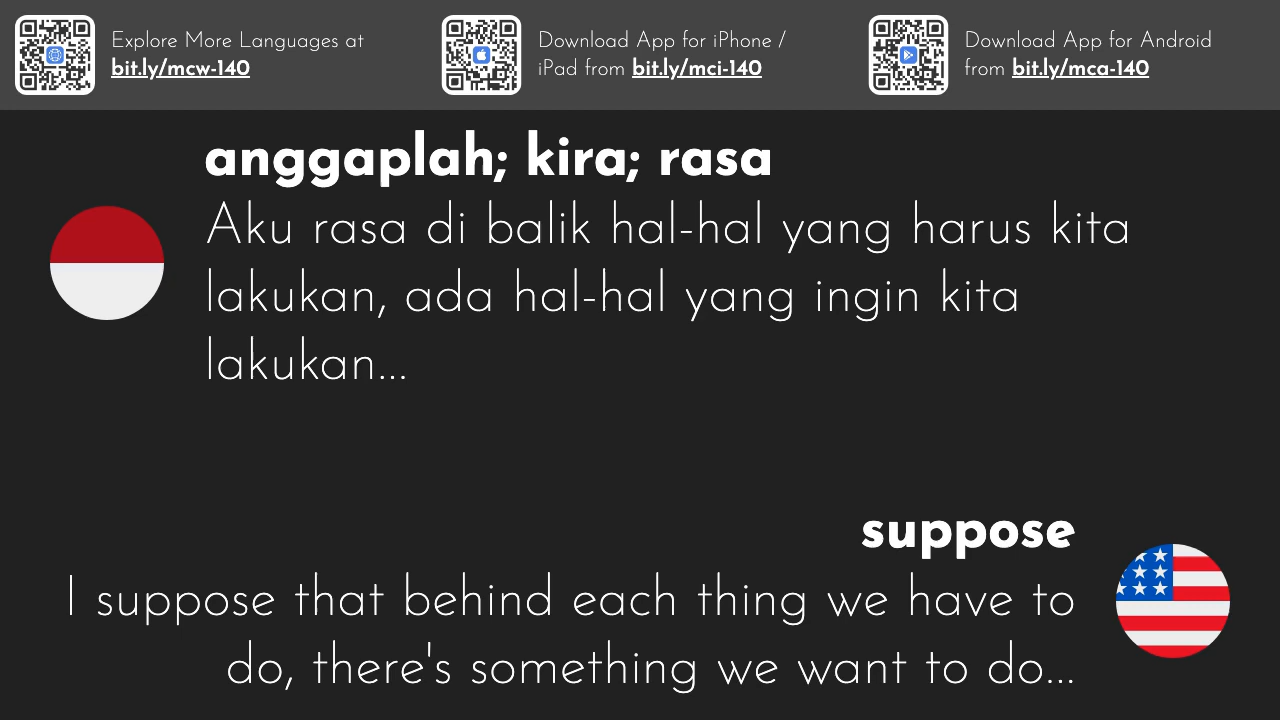 Explore More Languages at
bit.ly/mcw-140
Download App for iPhone /
iPad from bit.ly/mci-140
Download App for Android
from bit.ly/mca-140
anggaplah; kira; rasa
Aku rasa di balik hal-hal yang harus kita
lakukan, ada hal-hal yang ingin kita
lakukan...
suppose
I suppose that behind each thing we have to
do, there's something we want to do...